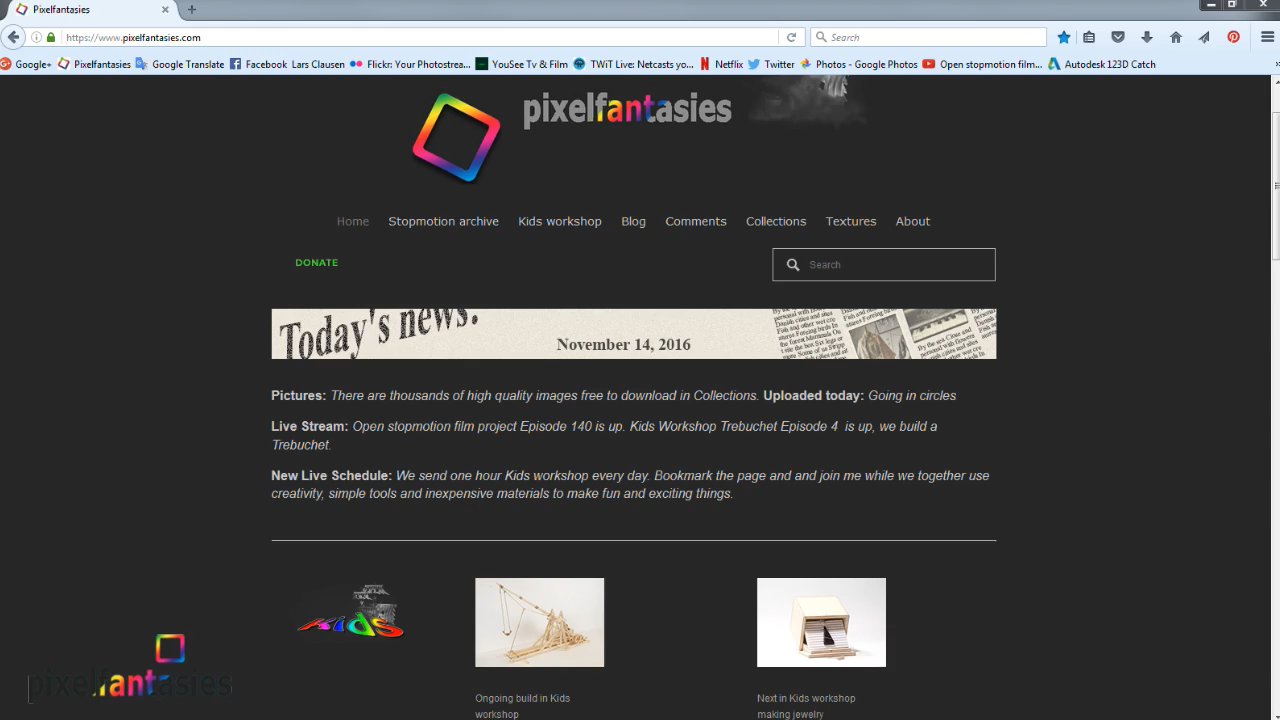 Pixelfantasies
https://www.pixelfantasies.com
Search
Google+ Pixelfantasies Google Translate Facebook Lars Clausen Flickr: Your Photostrea... YouSee Tv & Film TWiT Live: Netcasts yo... Netflix Twitter Photos - Google Photos Open stopmotion film... Autodesk 123D Catch
pixelfantasies
Home Stopmotion archive Kids workshop Blog Comments Collections Textures About
DONATE
Search
Today's news.
November 14, 2016
Pictures: There are thousands of high quality images free to download in Collections. Uploaded today: Going in circles
Live Stream: Open stopmotion film project Episode 140 is up. Kids Workshop Trebuchet Episode 4 is up, we build a
Trebuchet.
New Live Schedule: We send one hour Kids workshop every day. Bookmark the page and and join me while we together use
creativity, simple tools and inexpensive materials to make fun and exciting things.
Kids
Ongoing build in Kids
workshop
Next in Kids workshop
making jewelry
pixelfantasies